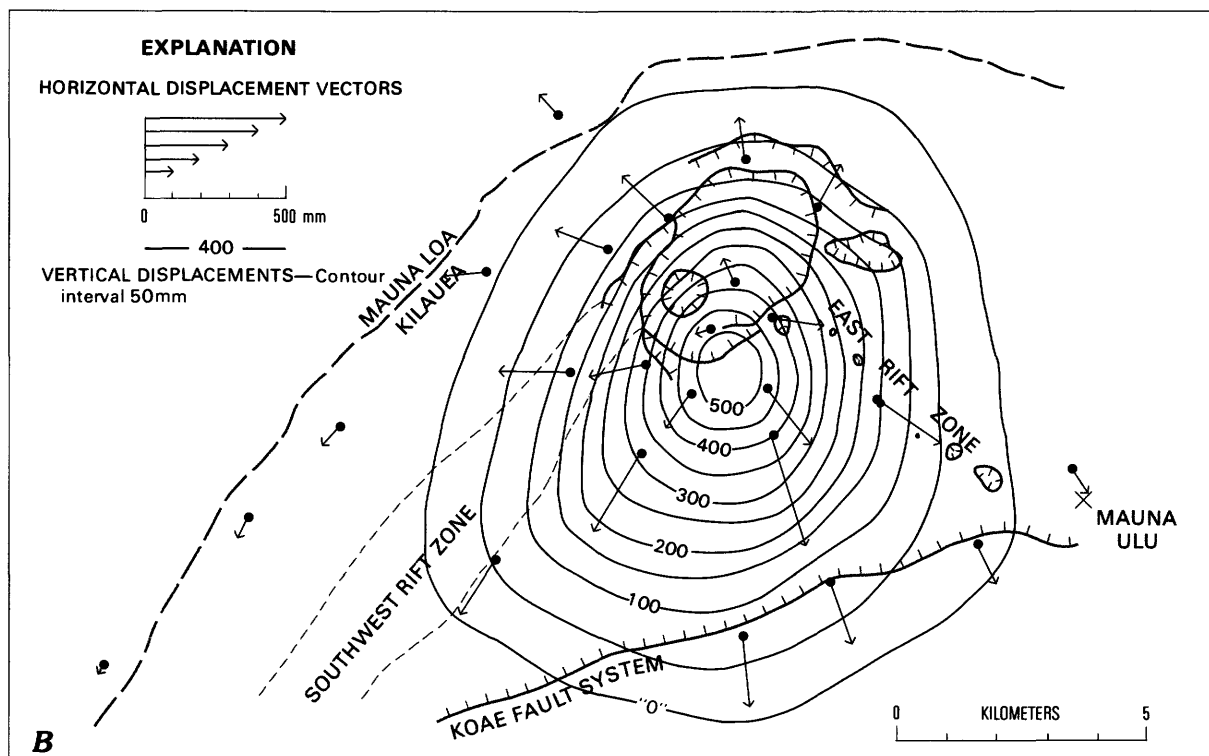 EXPLANATION
HORIZONTAL DISPLACEMENT VECTORS
0 500 mm
400
VERTICAL DISPLACEMENTS—Contour
interval 50mm
MAUNA LOA
KILAUEA
EAST RIFT ZONE
500
400
300
200
100
"0"
MAUNA
ULU
SOUTHWEST RIFT ZONE
KOAE FAULT SYSTEM
0 KILOMETERS 5
B